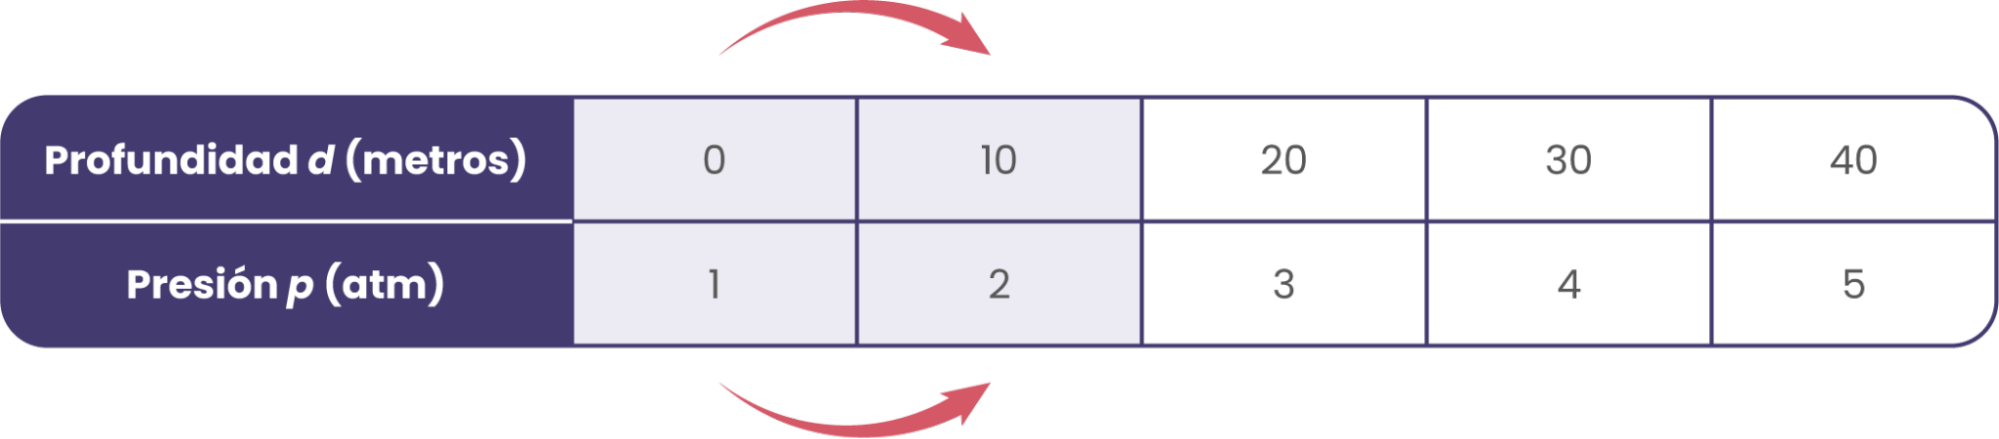 Profundidad d (metros) 0 10 20 30 40
Presión p (atm) 1 2 3 4 5